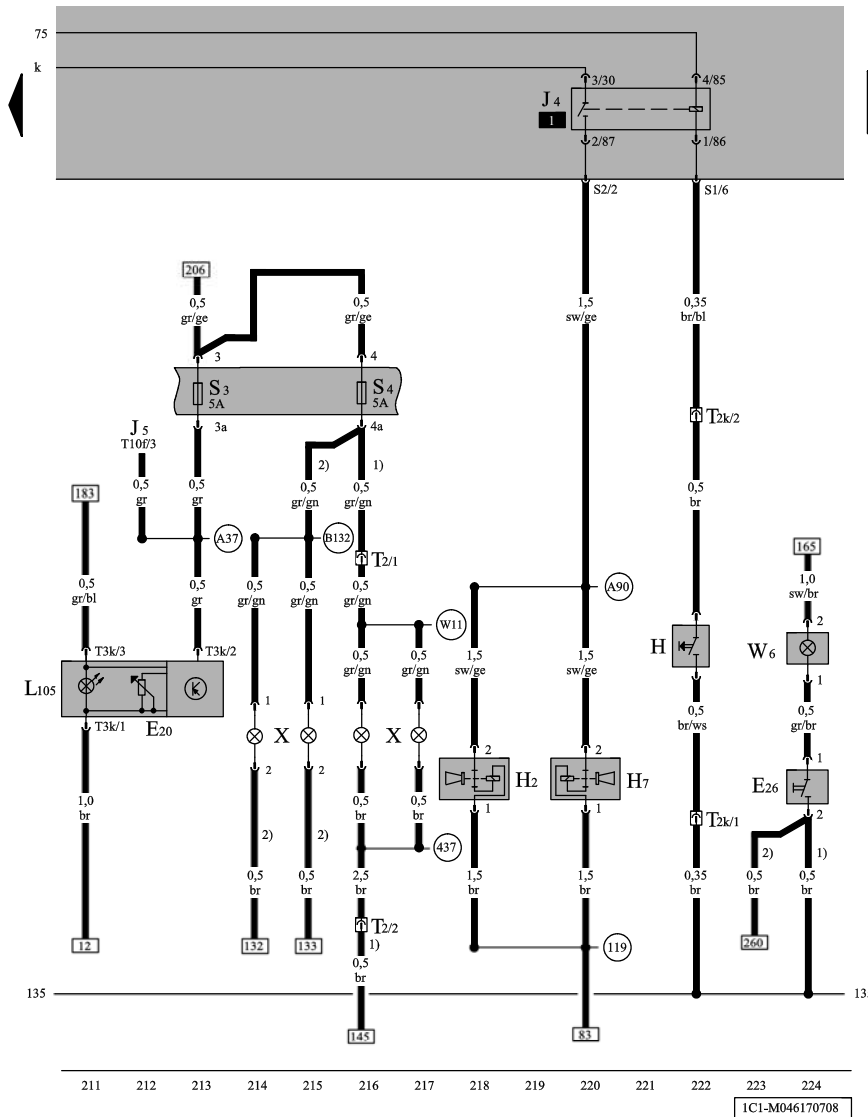 75
k
3/30
4/85
J 4
1
2/87
1/86
S2/2
S1/6
206
0,5
gr/ge
0,5
gr/ge
1,5
sw/ge
0,35
br/bl
3
4
S 3
5A
S 4
5A
3a
4a
J 5
T10f/3
2)
1)
T2k/2
183
0,5
gr
0,5
gr
0,5
gr/gn
0,5
gr/gn
0,5
br
A37
B132
T2/1
165
0,5
gr/bl
0,5
gr
0,5
gr/gn
0,5
gr/gn
0,5
gr/gn
A90
1,0
sw/br
W11
2
T3k/3
T3k/2
0,5
gr/gn
0,5
gr/gn
1,5
sw/ge
1,5
sw/ge
H
W6
L105
E20
1
1
1
0,5
br/ws
0,5
gr/br
T3k/1
X
X
2
2
1
2
2
H2
H7
E26
1,0
br
0,5
br
0,5
br
1
1
T2k/1
2
2)
2)
437
2)
1)
0,5
br
0,5
br
2,5
br
1,5
br
1,5
br
0,35
br
0,5
br
0,5
br
T2/2
12
132
133
1)
119
260
0,5
br
135
13
145
83
211 212 213 214 215 216 217 218 219 220 221 222 223 224
1C1-M046170708